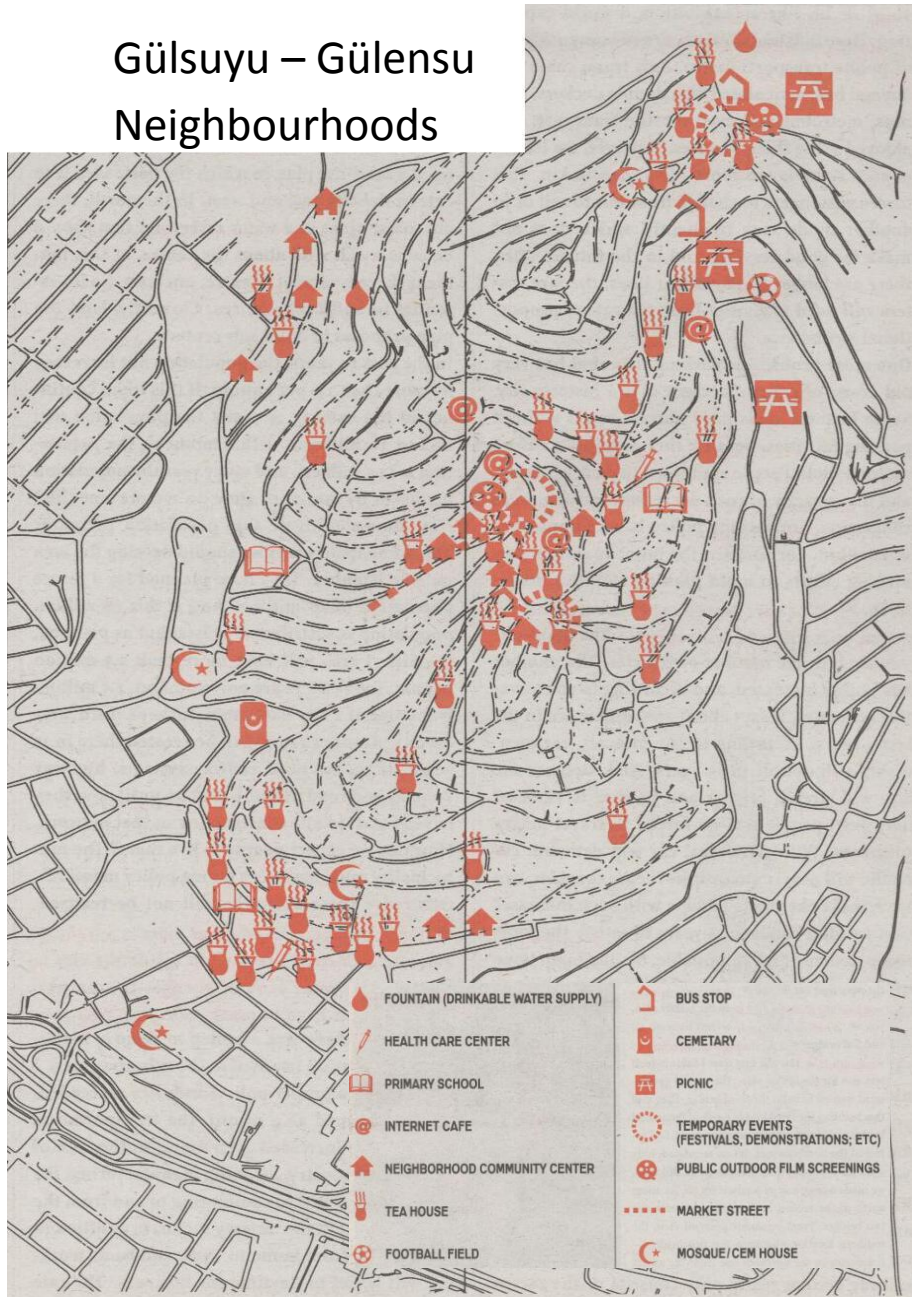 Gülsuyu – Gülensu
Neighbourhoods
FOUNTAIN (DRINKABLE WATER SUPPLY)
HEALTH CARE CENTER
PRIMARY SCHOOL
@ INTERNET CAFE
NEIGHBORHOOD COMMUNITY CENTER
TEA HOUSE
FOOTBALL FIELD
BUS STOP
CEMETARY
PICNIC
TEMPORARY EVENTS
(FESTIVALS, DEMONSTRATIONS; ETC)
PUBLIC OUTDOOR FILM SCREENINGS
MARKET STREET
MOSQUE/CEM HOUSE